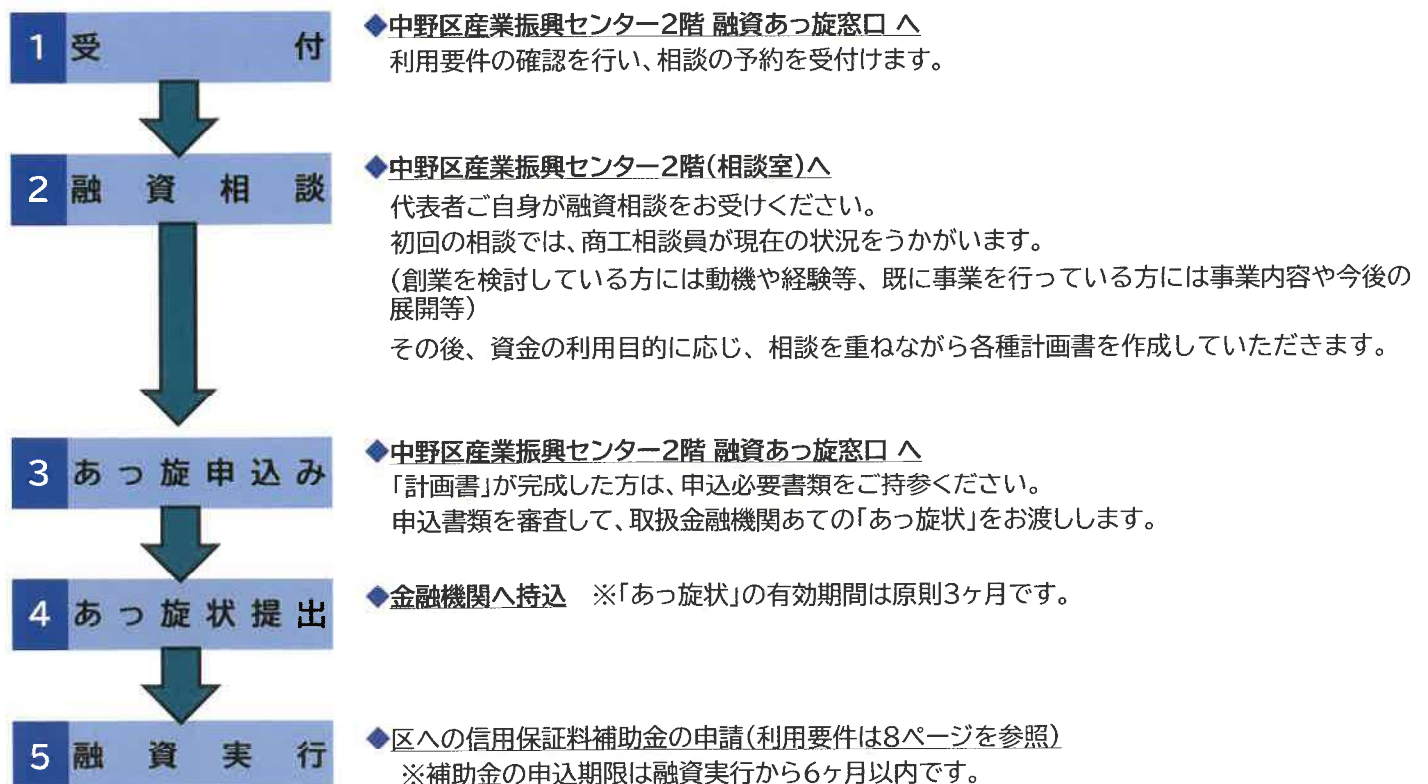 1 受付
◆中野区産業振興センター2階 融資あっ旋窓口 へ
利用要件の確認を行い、相談の予約を受付けます。
2 融資相談
◆中野区産業振興センター2階(相談室)へ
代表者ご自身が融資相談をお受けください。
初回の相談では、商工相談員が現在の状況をうかがいます。
(創業を検討している方には動機や経験等、既に事業を行っている方には事業内容や今後の
展開等)
その後、資金の利用目的に応じ、相談を重ねながら各種計画書を作成していただきます。
3 あっ旋申込み
◆中野区産業振興センター2階 融資あっ旋窓口 へ
「計画書」が完成した方は、申込必要書類をご持参ください。
申込書類を審査して、取扱金融機関あての「あっ旋状」をお渡しします。
4 あっ旋状提出
◆金融機関へ持込　※「あっ旋状」の有効期間は原則3ヶ月です。
5 融資実行
◆区への信用保証料補助金の申請(利用要件は8ページを参照)
※補助金の申込期限は融資実行から6ヶ月以内です。